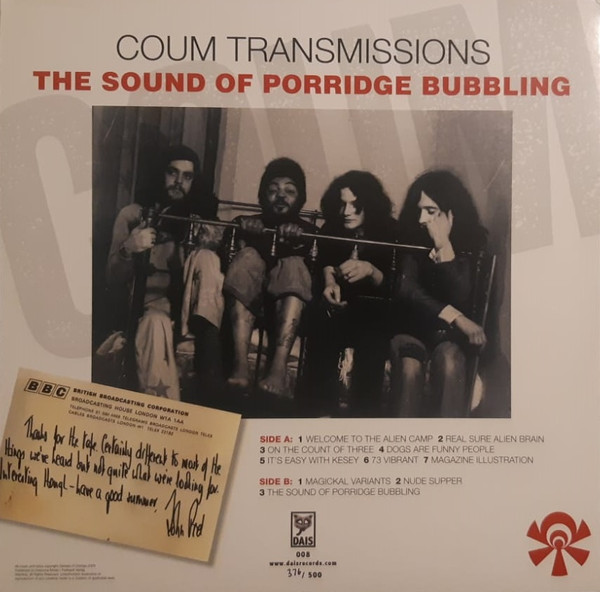 COUM TRANSMISSIONS
THE SOUND OF PORRIDGE BUBBLING
BBC BRITISH BROADCASTING CORPORATION
BROADCASTING HOUSE LONDON W1A 1AA
Thanks for the tape. Certainly different to most of the
things we've heard but not quite what we're looking for.
Interesting though - have a good summer.
John Peel
SIDE A: 1 WELCOME TO THE ALIEN CAMP 2 REAL SURE ALIEN BRAIN
3 ON THE COUNT OF THREE 4 DOGS ARE FUNNY PEOPLE
5 IT'S EASY WITH KESEY 6 73 VIBRANT 7 MAGAZINE ILLUSTRATION
SIDE B: 1 MAGICKAL VARIANTS 2 NUDE SUPPER
3 THE SOUND OF PORRIDGE BUBBLING
DAIS
008
www.daisrecords.com
376/500
COUM